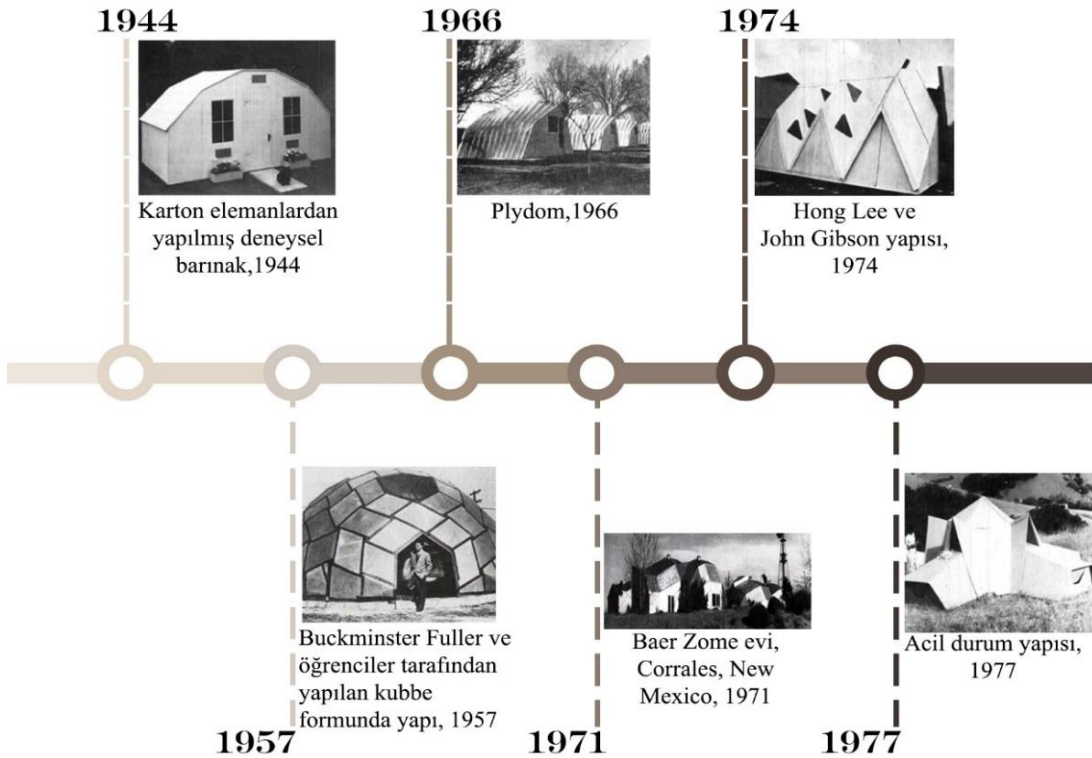 1944
Karton elemanlardan
yapılmış deneysel
barınak,1944
1966
Plydom,1966
1974
Hong Lee ve
John Gibson yapısı,
1974
Buckminster Fuller ve
öğrenciler tarafından
yapılan kubbe
formunda yapı, 1957
1957
Baer Zome evi,
Corrales, New
Mexico, 1971
1971
Acil durum yapısı,
1977
1977